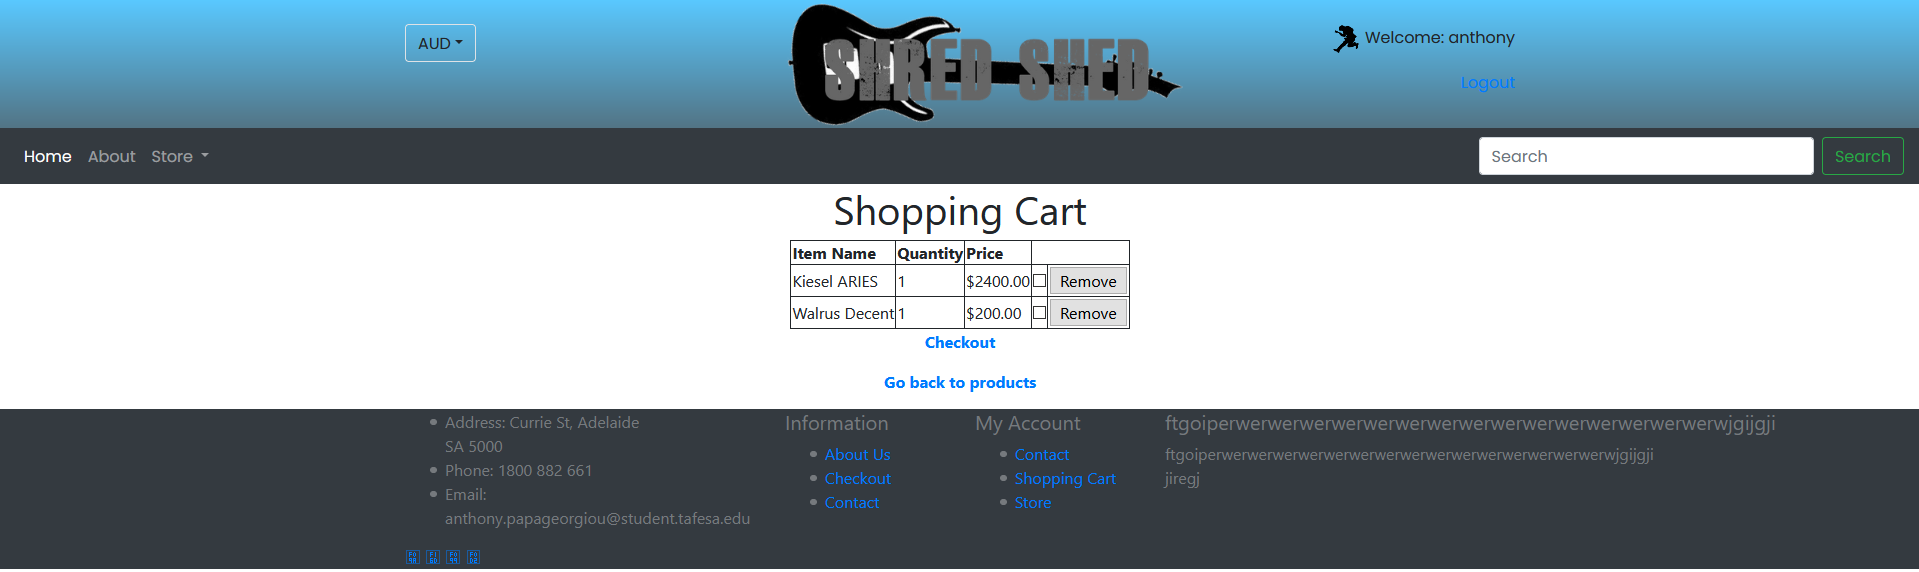 AUD
SHRED SHED
Welcome: anthony
Logout
Home About Store
Search Search
Shopping Cart
Item Name Quantity Price
Kiesel ARIES 1 $2400.00 Remove
Walrus Decent 1 $200.00 Remove
Checkout
Go back to products
Address: Currie St, Adelaide
SA 5000
Phone: 1800 882 661
Email:
anthony.papageorgiou@student.tafesa.edu
Information
About Us
Checkout
Contact
My Account
Contact
Shopping Cart
Store
ftgoiperwerwerwerwerwerwerwerwerwerwerwerwerwerwerwerwerwjgijgji
ftgoiperwerwerwerwerwerwerwerwerwerwerwerwerwerwerwerwerwjgijgji
jiregj